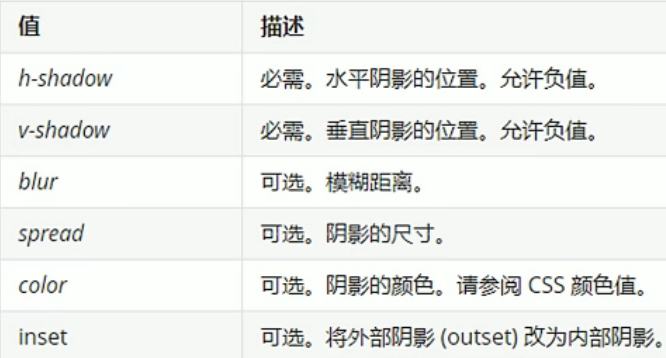 值 描述
h-shadow 必需。水平阴影的位置。允许负值。
v-shadow 必需。垂直阴影的位置。允许负值。
blur 可选。模糊距离。
spread 可选。阴影的尺寸。
color 可选。阴影的颜色。请参阅 CSS 颜色值。
inset 可选。将外部阴影 (outset) 改为内部阴影。